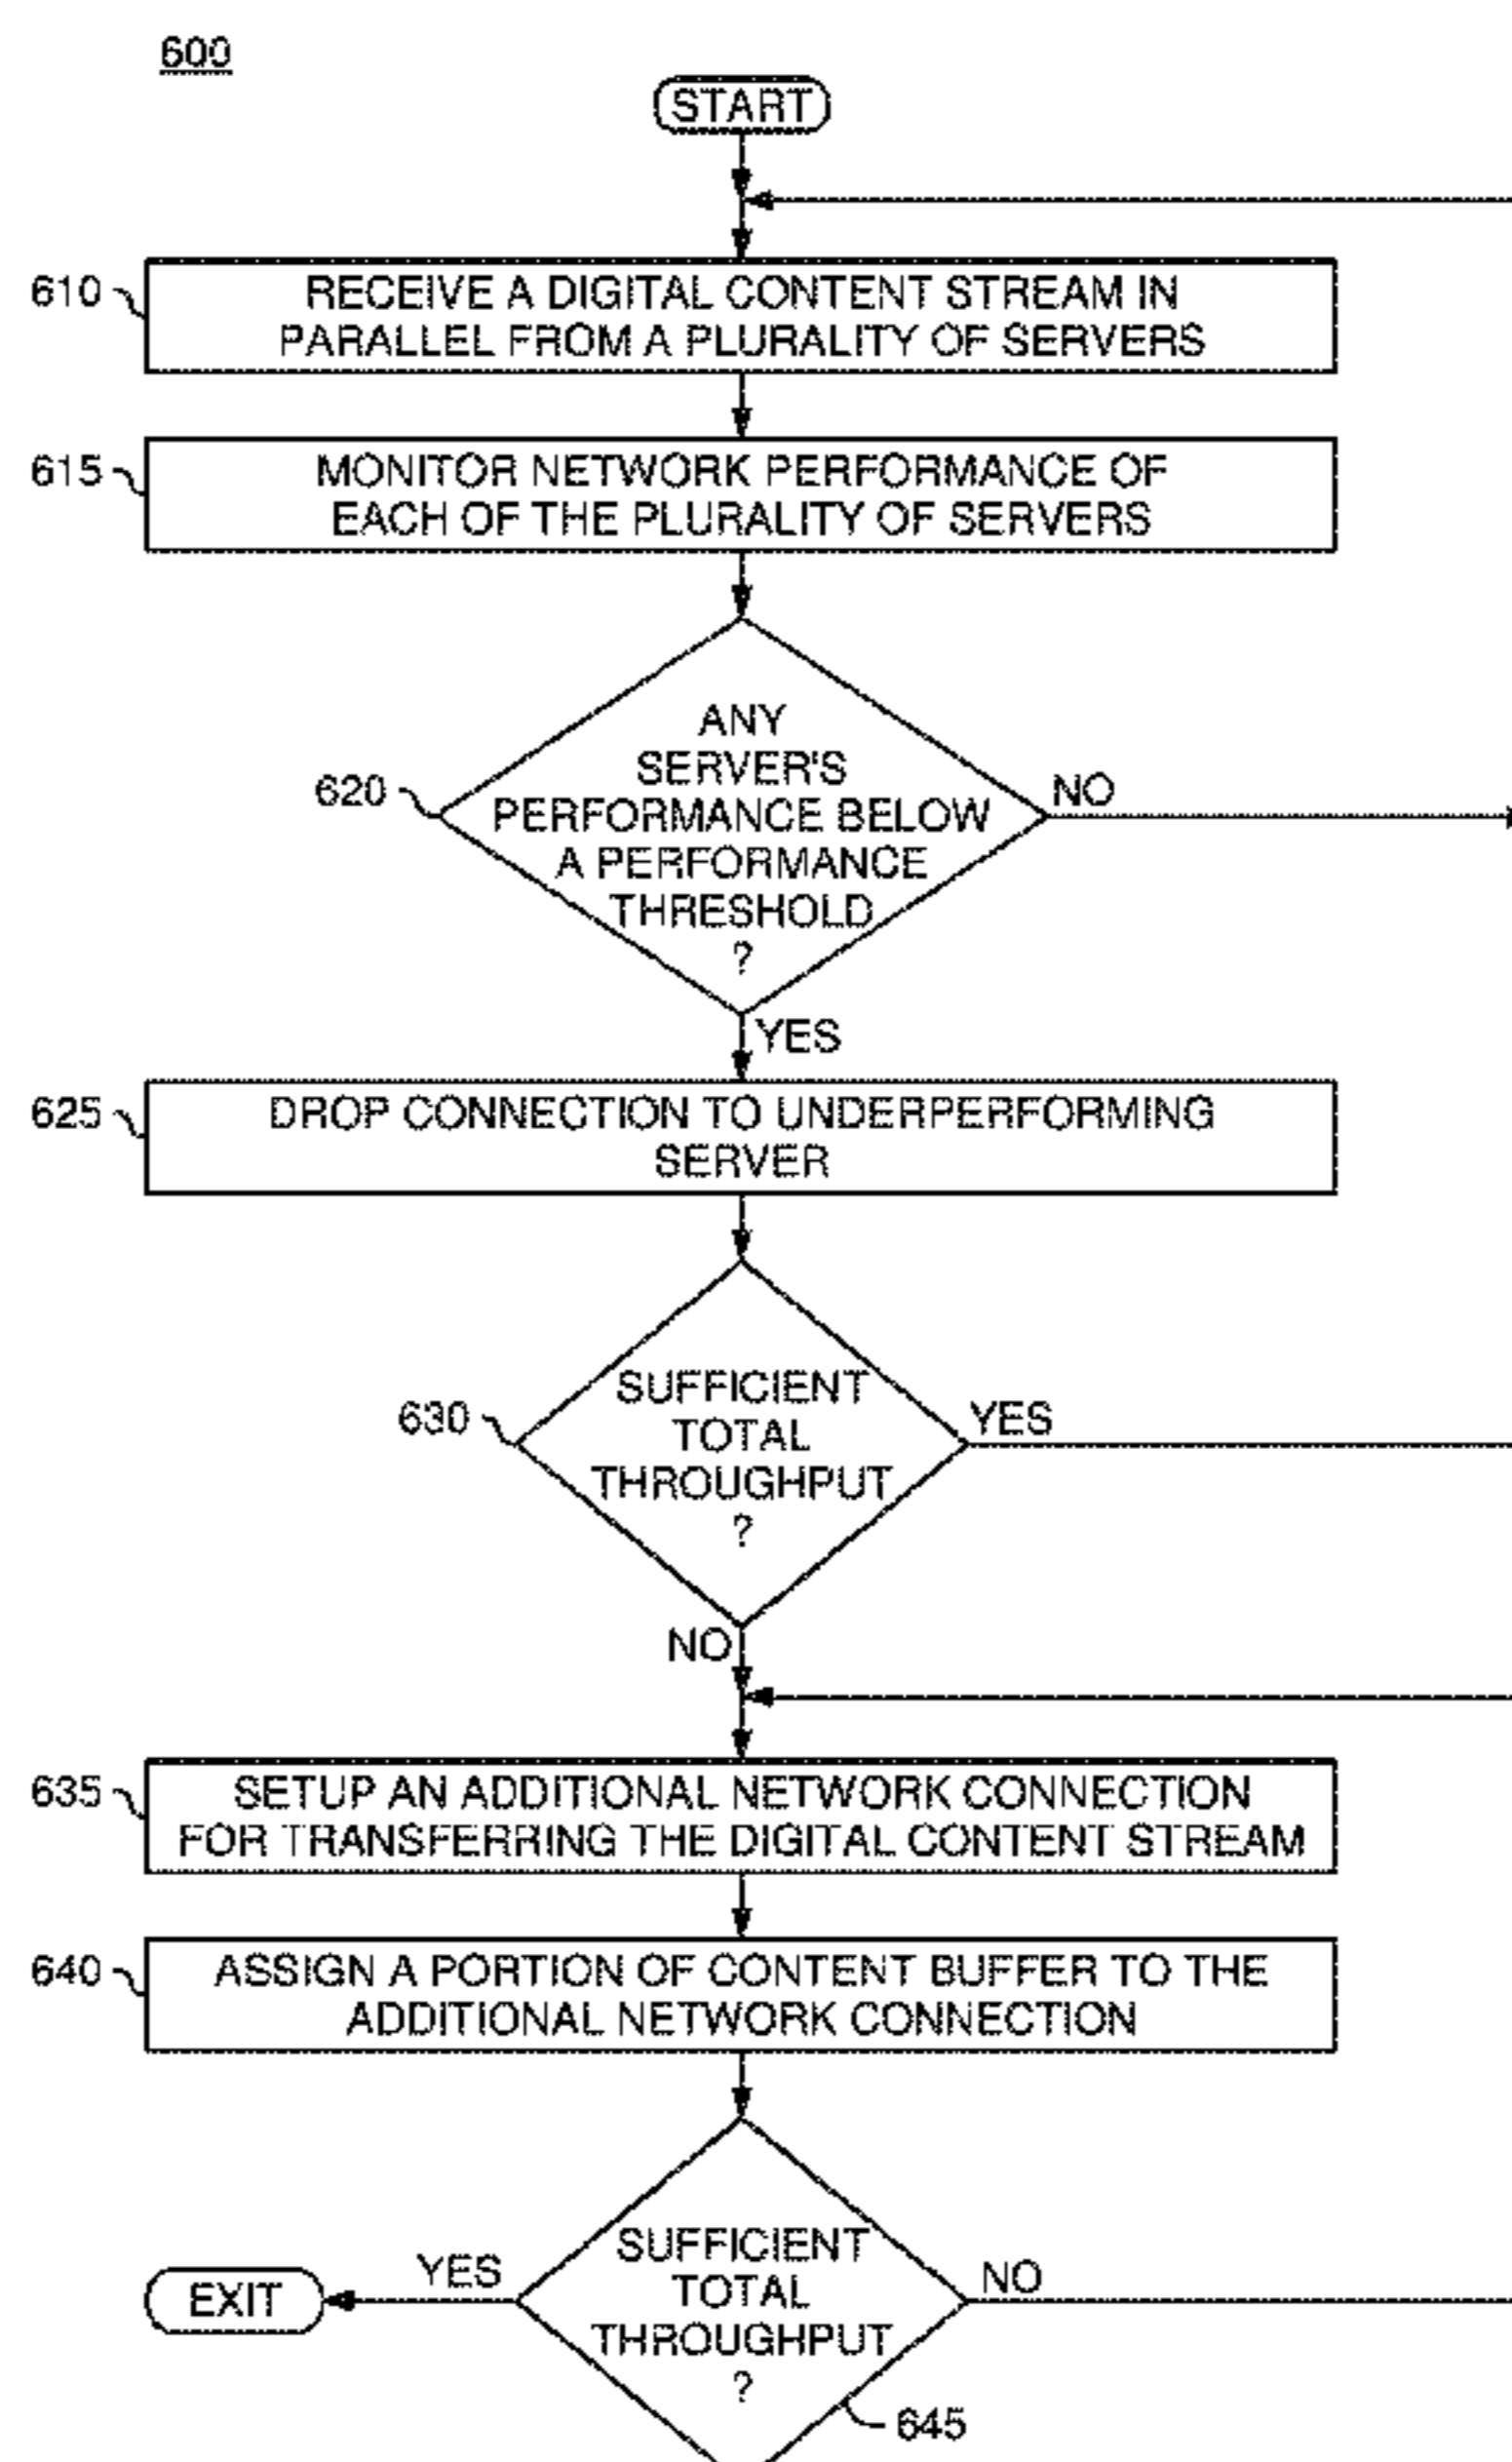 600
START
610
RECEIVE A DIGITAL CONTENT STREAM IN
PARALLEL FROM A PLURALITY OF SERVERS
615
MONITOR NETWORK PERFORMANCE OF
EACH OF THE PLURALITY OF SERVERS
620
ANY
SERVER'S
PERFORMANCE BELOW
A PERFORMANCE
THRESHOLD
?
NO
YES
625
DROP CONNECTION TO UNDERPERFORMING
SERVER
630
SUFFICIENT
TOTAL
THROUGHPUT
?
YES
NO
635
SETUP AN ADDITIONAL NETWORK CONNECTION
FOR TRANSFERRING THE DIGITAL CONTENT STREAM
640
ASSIGN A PORTION OF CONTENT BUFFER TO THE
ADDITIONAL NETWORK CONNECTION
SUFFICIENT
TOTAL
THROUGHPUT
?
YES
EXIT
NO
645